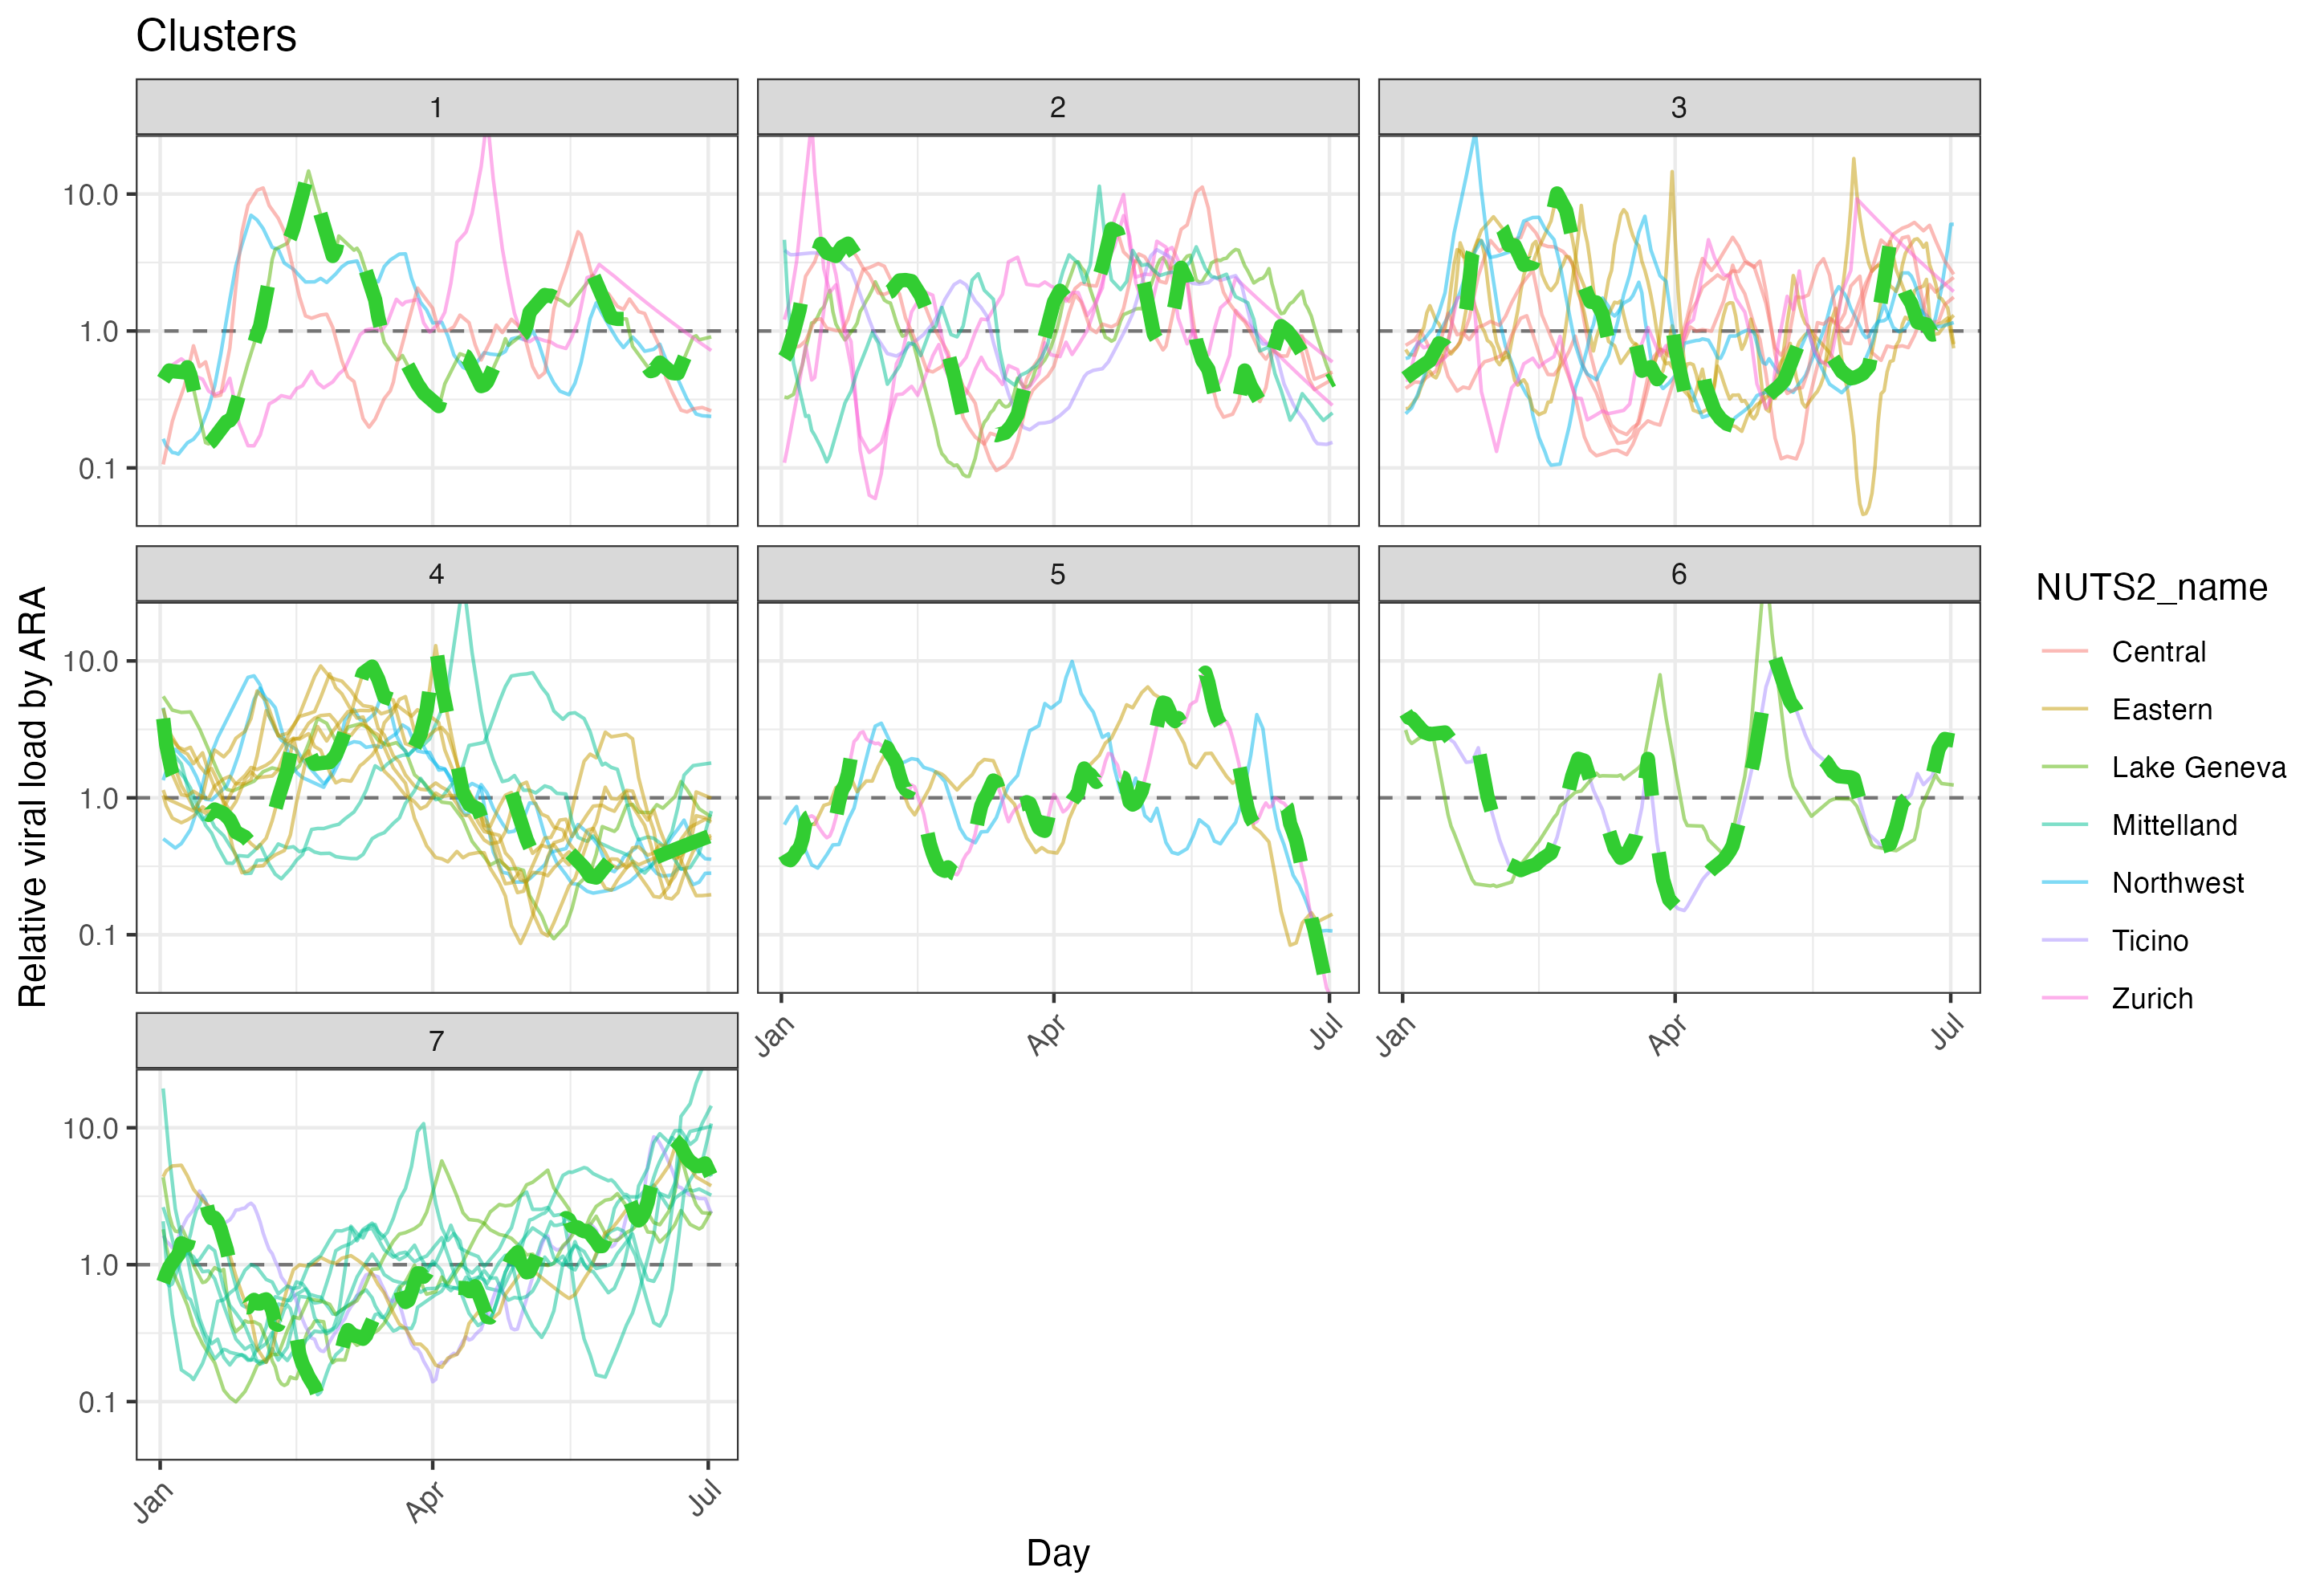 Clusters
1
2
3
10.0
1.0
0.1
4
5
6
10.0
1.0
0.1
Jan
Apr
Jul
Jan
Apr
Jul
7
10.0
1.0
0.1
Jan
Apr
Jul
Relative viral load by ARA
Day
NUTS2_name
Central
Eastern
Lake Geneva
Mittelland
Northwest
Ticino
Zurich